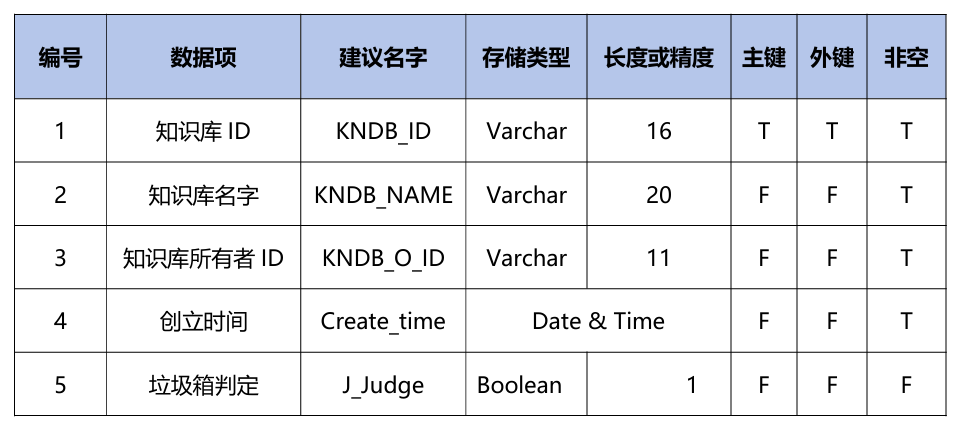 编号 数据项 建议名字 存储类型 长度或精度 主键 外键 非空
1 知识库 ID KNDB_ID Varchar 16 T T T
2 知识库名字 KNDB_NAME Varchar 20 F F T
3 知识库所有者 ID KNDB_O_ID Varchar 11 F F T
4 创立时间 Create_time Date & Time F F T
5 垃圾箱判定 J_Judge Boolean 1 F F F